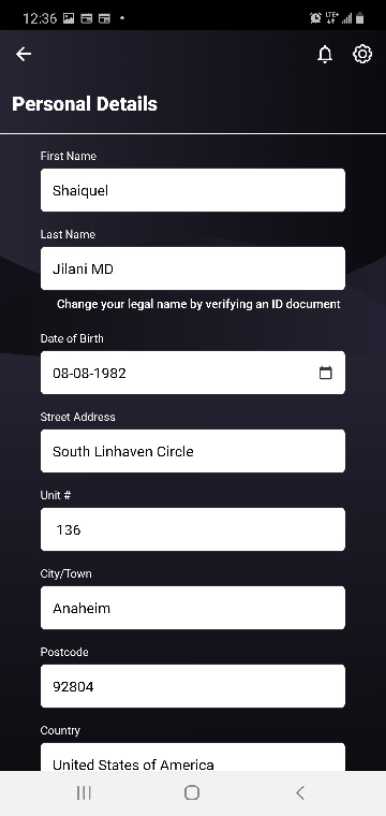 12:36
LTE+
Personal Details
First Name
Shaiquel
Last Name
Jilani MD
Change your legal name by verifying an ID document
Date of Birth
08-08-1982
Street Address
South Linhaven Circle
Unit #
136
City/Town
Anaheim
Postcode
92804
Country
United States of America